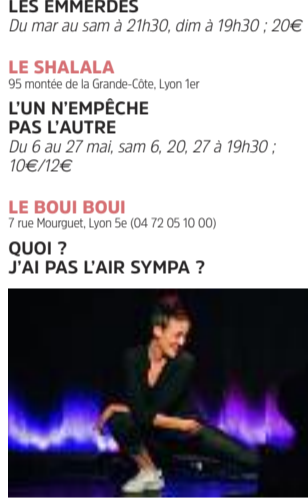 LES EMMERDES
Du mar au sam à 21h30, dim à 19h30 ; 20€
LE SHALALA
95 montée de la Grande-Côte, Lyon 1er
L'UN N'EMPÊCHE
PAS L'AUTRE
Du 6 au 27 mai, sam 6, 20, 27 à 19h30 ;
10€/12€
LE BOUI BOUI
7 rue Mourguet, Lyon 5e (04 72 05 10 00)
QUOI ?
J'AI PAS L'AIR SYMPA ?